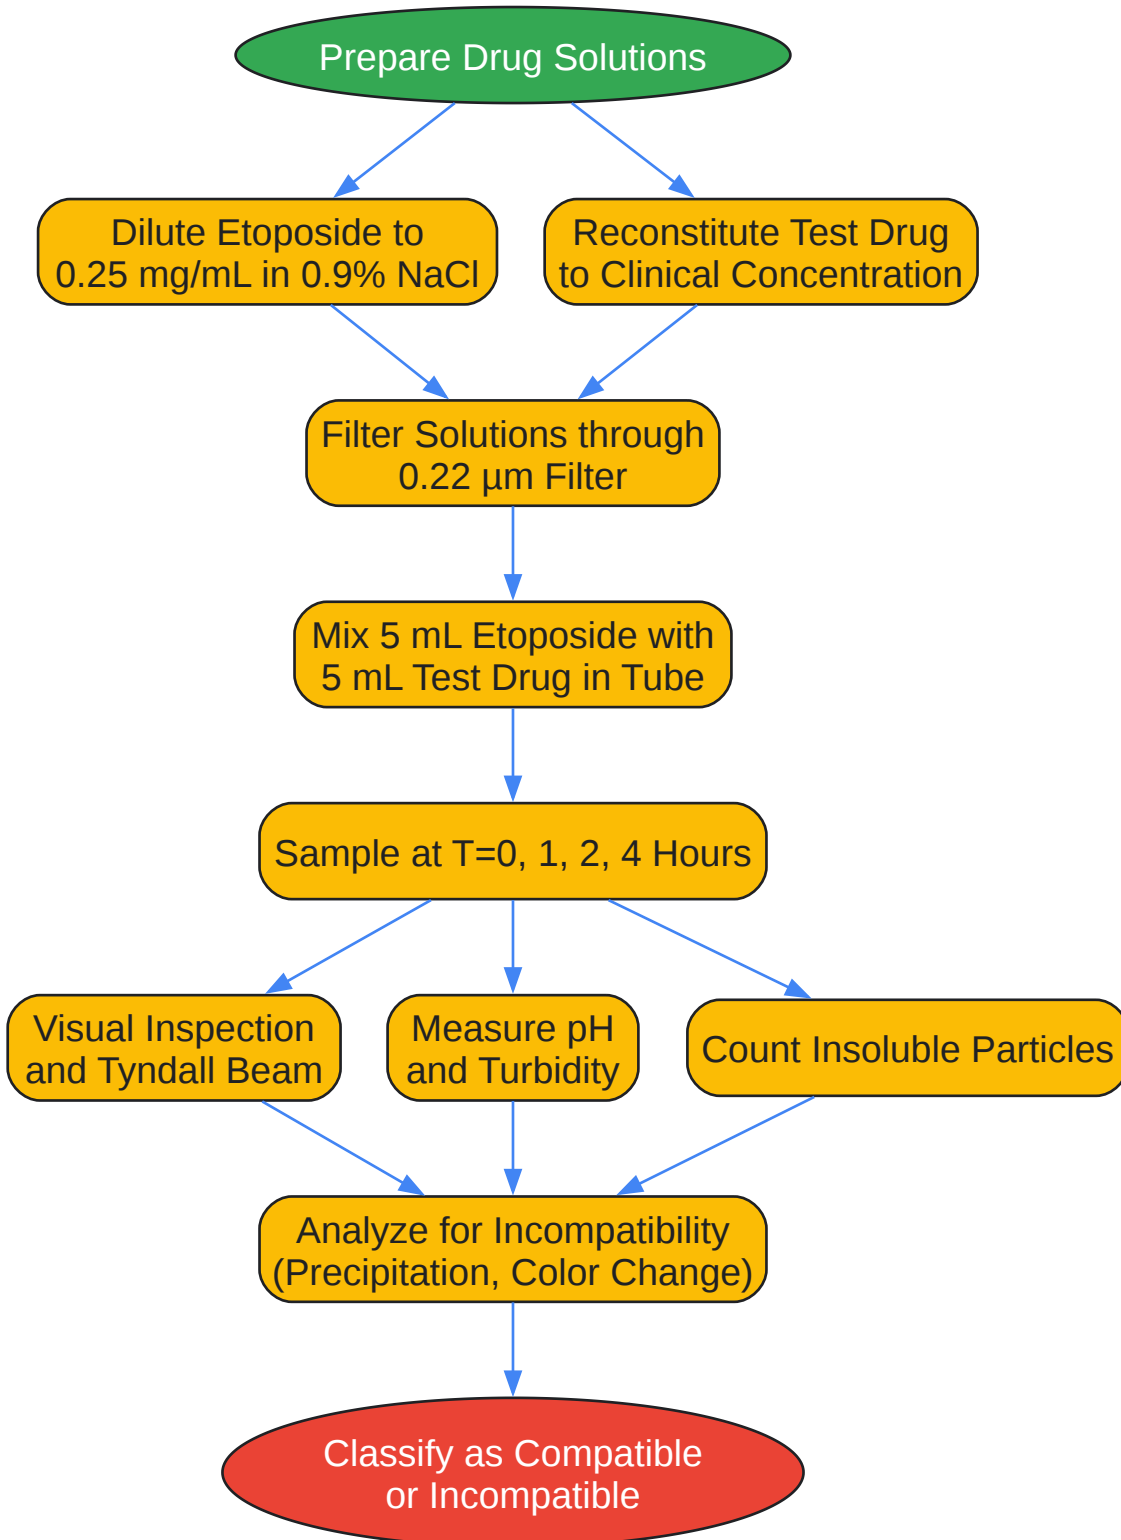 Prepare Drug Solutions
Dilute Etoposide to
0.25 mg/mL in 0.9% NaCl
Reconstitute Test Drug
to Clinical Concentration
Filter Solutions through
0.22 µm Filter
Mix 5 mL Etoposide with
5 mL Test Drug in Tube
Sample at T=0, 1, 2, 4 Hours
Visual Inspection
and Tyndall Beam
Measure pH
and Turbidity
Count Insoluble Particles
Analyze for Incompatibility
(Precipitation, Color Change)
Classify as Compatible
or Incompatible